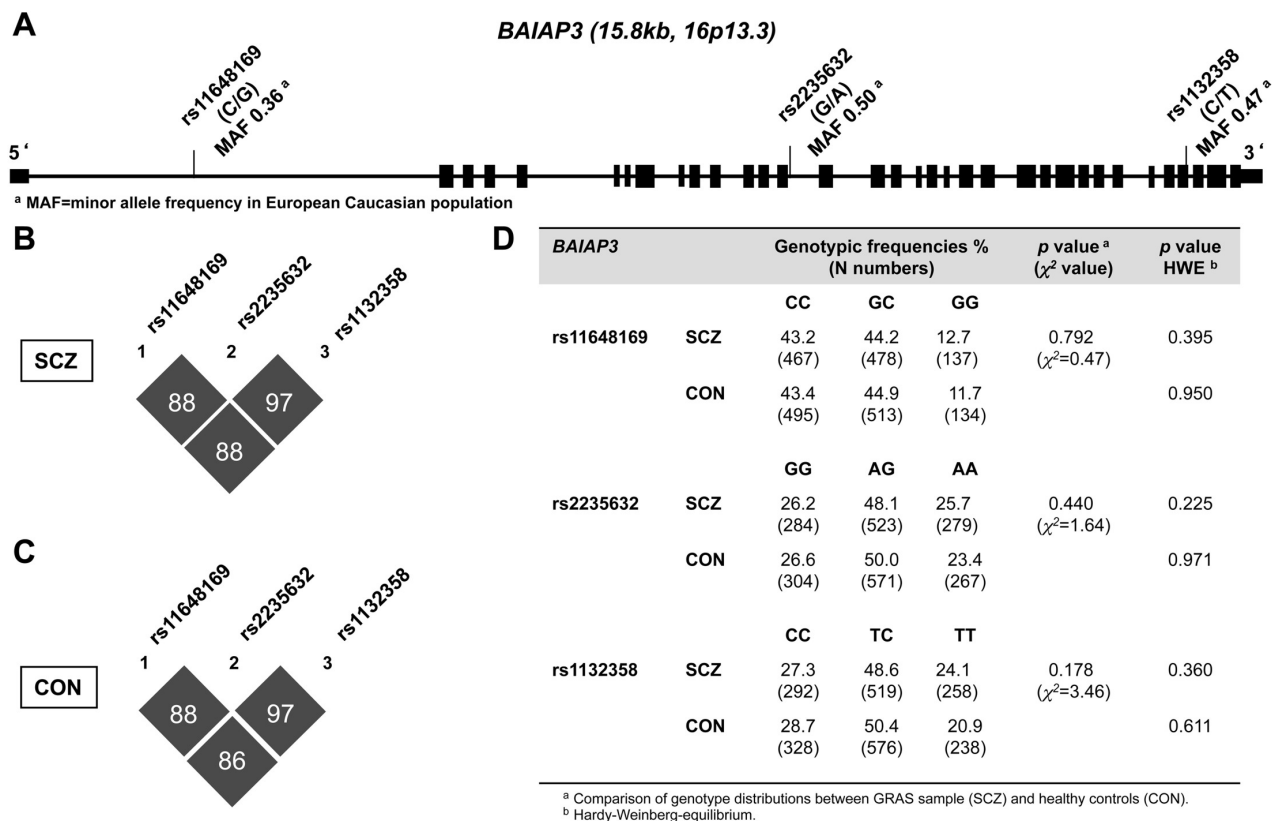 A
BAIAP3 (15.8kb, 16p13.3)
rs11648169
(C/G)
MAF 0.36 a
rs2235632
(G/A)
MAF 0.50 a
rs1132358
(C/T)
MAF 0.47 a
5 ‘
3 ‘
a MAF=minor allele frequency in European Caucasian population
B
SCZ
rs11648169
rs2235632
rs1132358
1 2 3
88 97
88
C
CON
rs11648169
rs2235632
rs1132358
1 2 3
88 97
86
D
BAIAP3 Genotypic frequencies % p value a p value
(N numbers) (χ2 value) HWE b
CC GC GG
rs11648169 SCZ 43.2 44.2 12.7 0.792 0.395
(467) (478) (137) (χ2=0.47)
CON 43.4 44.9 11.7 0.950
(495) (513) (134)
GG AG AA
rs2235632 SCZ 26.2 48.1 25.7 0.440 0.225
(284) (523) (279) (χ2=1.64)
CON 26.6 50.0 23.4 0.971
(304) (571) (267)
CC TC TT
rs1132358 SCZ 27.3 48.6 24.1 0.178 0.360
(292) (519) (258) (χ2=3.46)
CON 28.7 50.4 20.9 0.611
(328) (576) (238)
a Comparison of genotype distributions between GRAS sample (SCZ) and healthy controls (CON).
b Hardy-Weinberg-equilibrium.